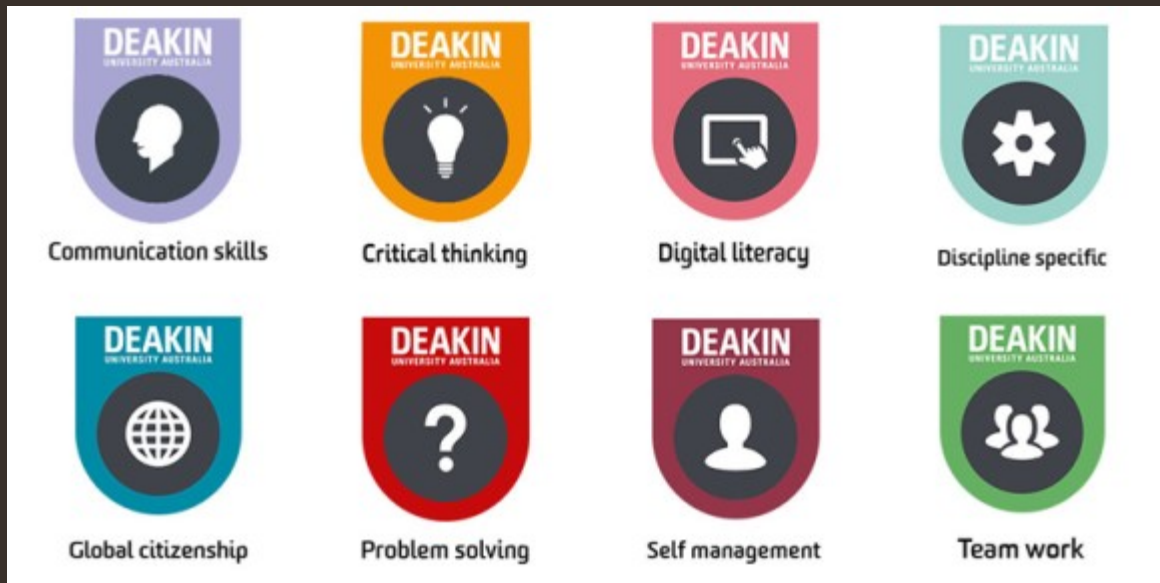 DEAKIN
UNIVERSITY AUSTRALIA
Communication skills
DEAKIN
UNIVERSITY AUSTRALIA
Critical thinking
DEAKIN
UNIVERSITY AUSTRALIA
Digital literacy
DEAKIN
UNIVERSITY AUSTRALIA
Discipline specific
DEAKIN
UNIVERSITY AUSTRALIA
Global citizenship
DEAKIN
UNIVERSITY AUSTRALIA
?
Problem solving
DEAKIN
UNIVERSITY AUSTRALIA
Self management
DEAKIN
UNIVERSITY AUSTRALIA
Team work